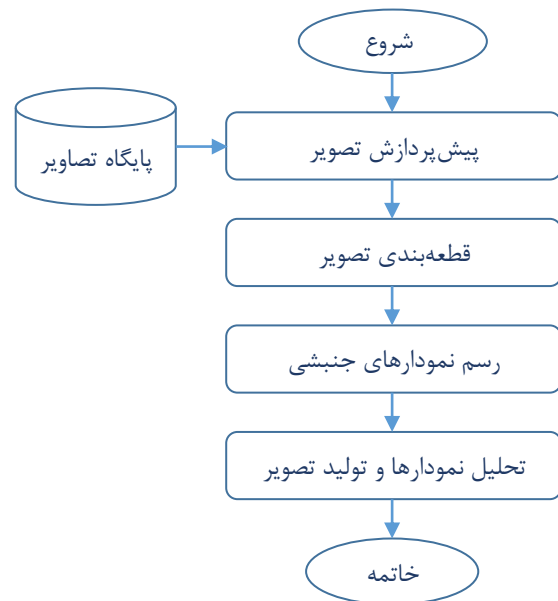 شروع
پایگاه تصاویر
پیش‌پردازش تصویر
قطعه‌بندی تصویر
رسم نمودارهای جنبشی
تحلیل نمودارها و تولید تصویر
خاتمه